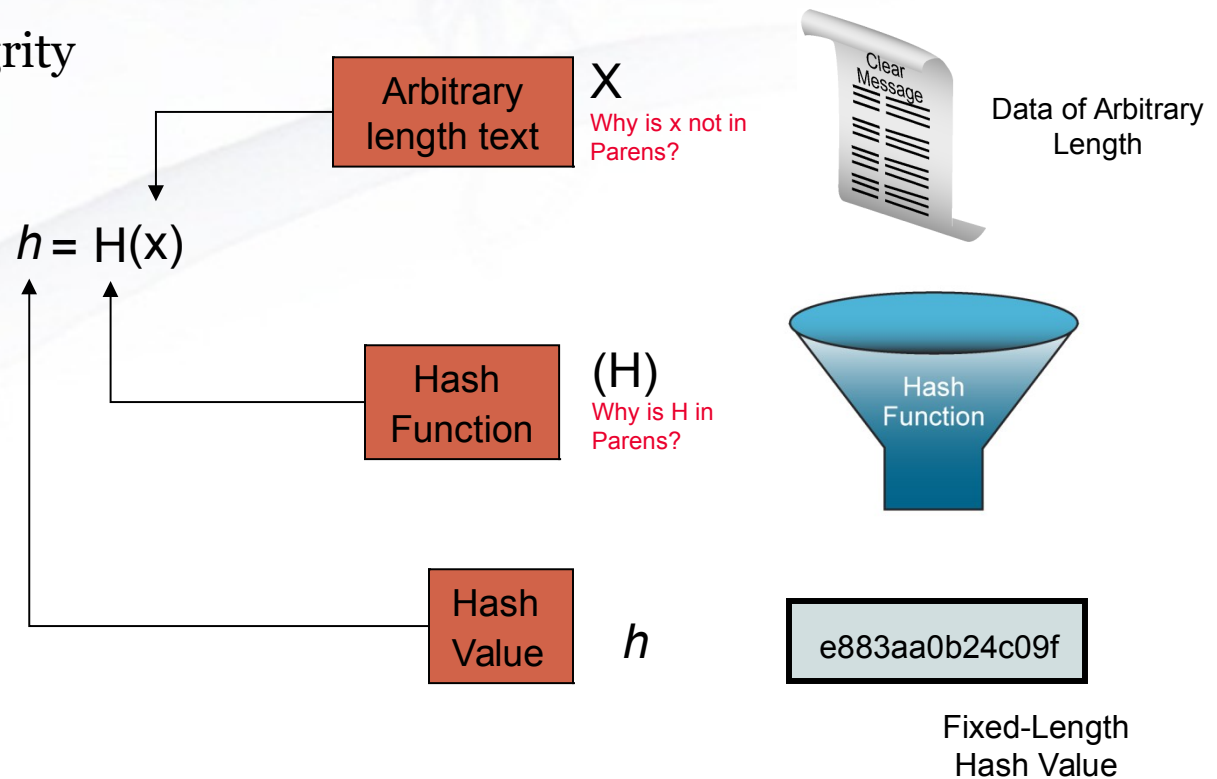 grity
Arbitrary
length text
X
Why is x not in
Parens?
Clear
Message
Data of Arbitrary
Length
h = H(x)
Hash
Function
(H)
Why is H in
Parens?
Hash
Function
Hash
Value
h
e883aa0b24c09f
Fixed-Length
Hash Value